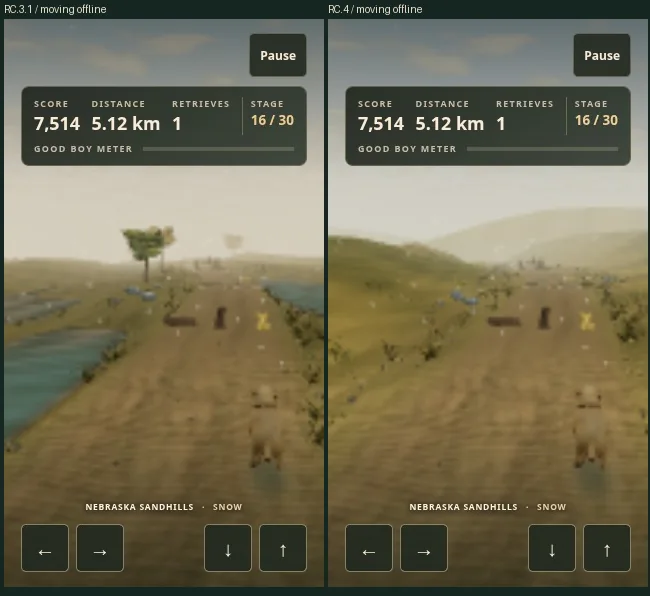 RC.3.1 / moving offline
Pause
SCORE DISTANCE RETRIEVES STAGE
7,514 5.12 km 1 16 / 30
GOOD BOY METER
NEBRASKA SANDHILLS · SNOW
← → ↓ ↑
RC.4 / moving offline
Pause
SCORE DISTANCE RETRIEVES STAGE
7,514 5.12 km 1 16 / 30
GOOD BOY METER
NEBRASKA SANDHILLS · SNOW
← → ↓ ↑